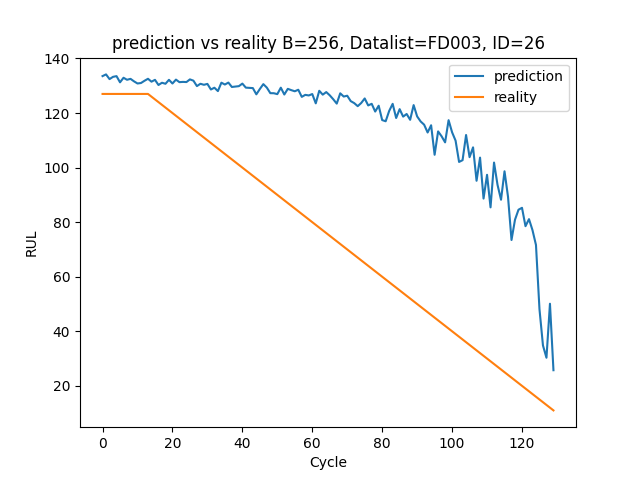 prediction vs reality B=256, Datalist=FD003, ID=26
prediction
reality
RUL
140
120
100
80
60
40
20
0 20 40 60 80 100 120
Cycle